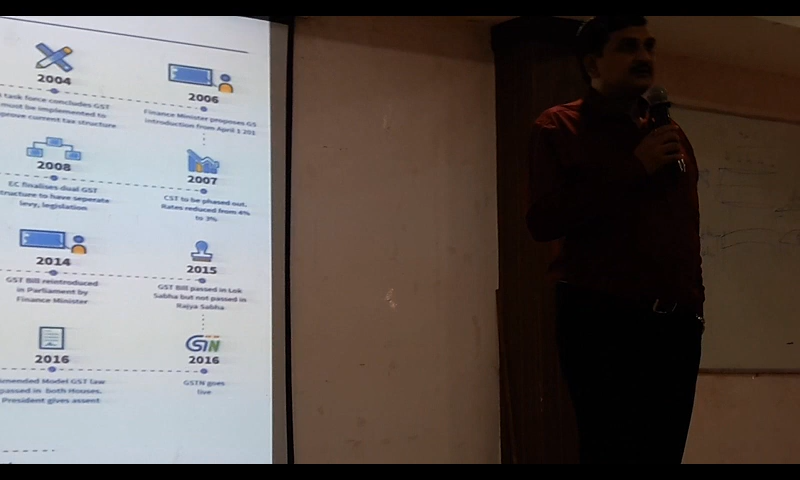 2004
task force concludes GST
must be implemented to
prove current tax structure
2006
Finance Minister proposes GS
introduction from April 1 201
2008
EC finalises dual GST
tructure to have seperate
levy, legislation
2007
CST to be phased out.
Rates reduced from 4%
to 3%
2014
GST Bill reintroduced
in Parliament by
Finance Minister
2015
GST Bill passed in Lok
Sabha but not passed in
Rajya Sabha
2016
mended Model GST law
passed in both Houses.
President gives assent
GSTN
2016
GSTN goes
live